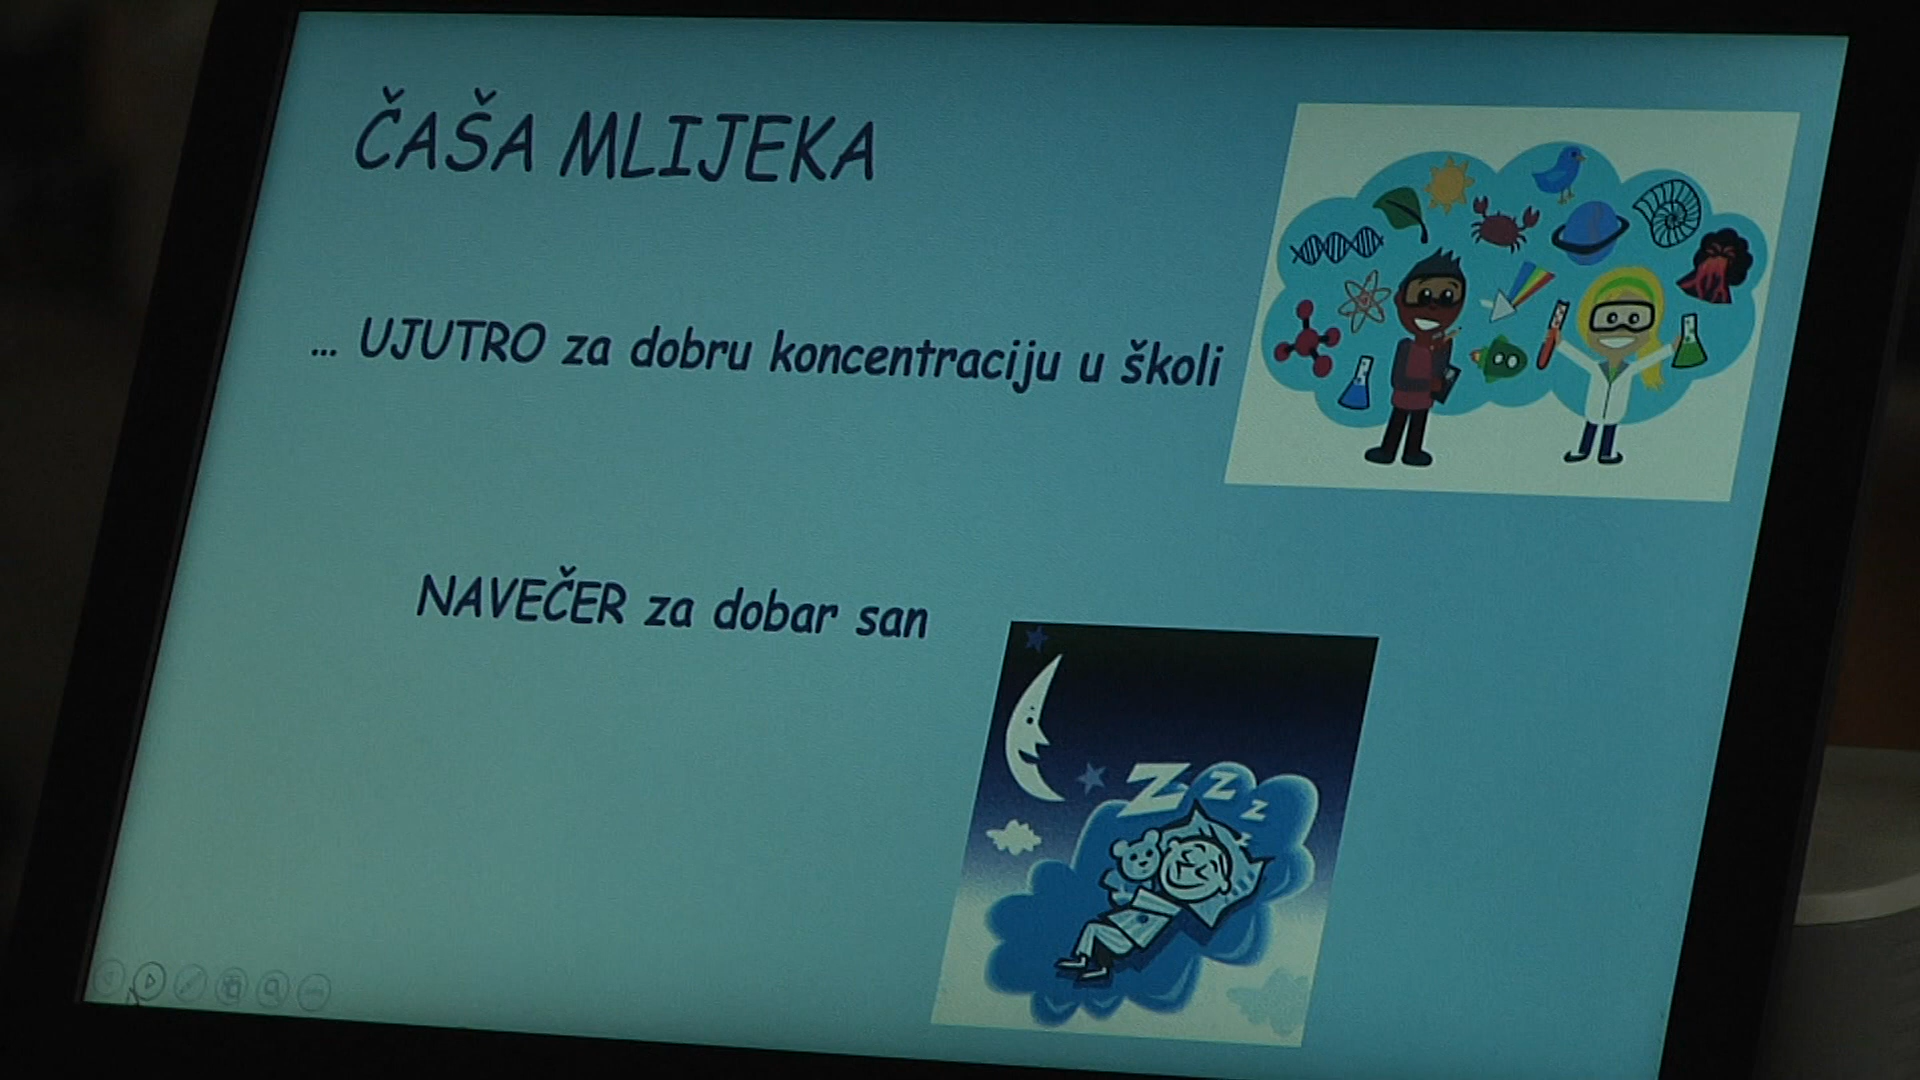 ČAŠA MLIJEKA
... UJUTRO za dobru koncentraciju u školi
NAVEČER za dobar san
Z Z Z